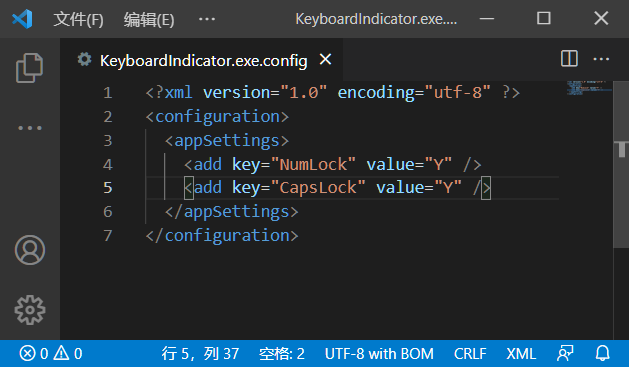 文件(F) 编辑(E) ··· KeyboardIndicator.exe....
KeyboardIndicator.exe.config
1 <?xml version="1.0" encoding="utf-8" ?>
2 <configuration>
3 <appSettings>
4 <add key="NumLock" value="Y" />
5 <add key="CapsLock" value="Y" />
6 </appSettings>
7 </configuration>
0 0 行 5，列 37 空格: 2 UTF-8 with BOM CRLF XML